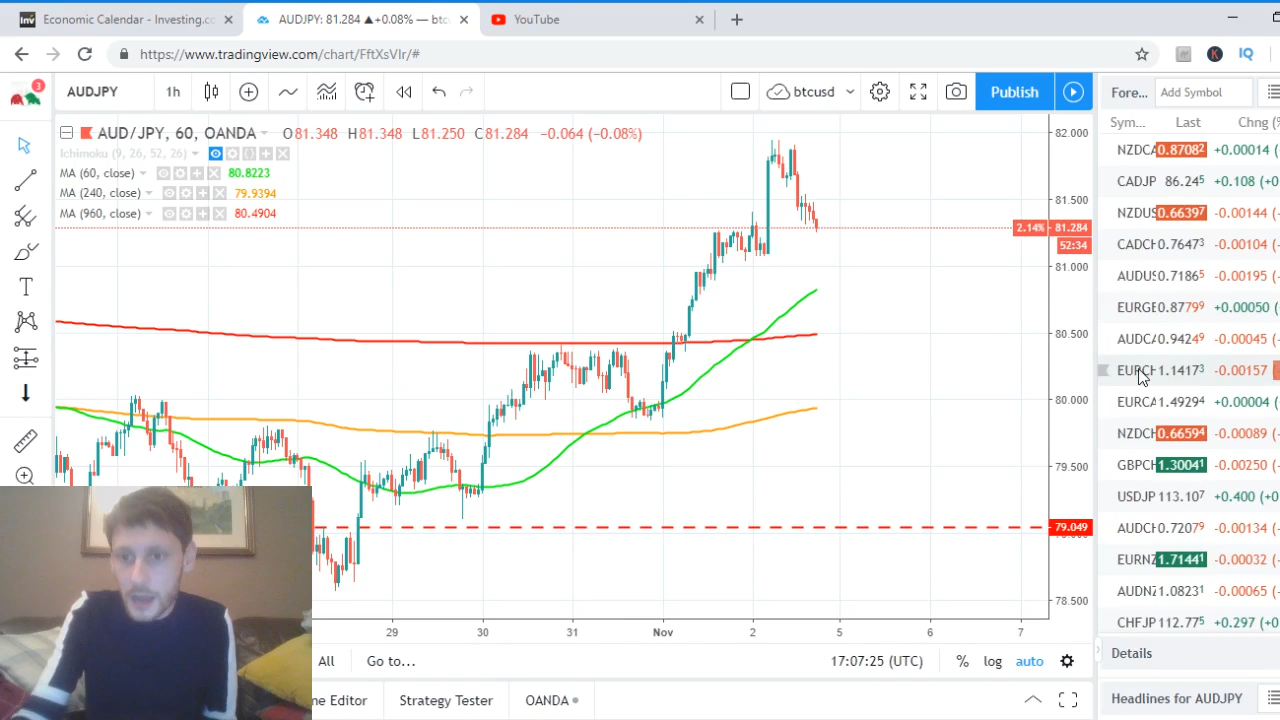 Economic Calendar - Investing.co
AUDJPY: 81.284 ▲+0.08% — btc
YouTube
https://www.tradingview.com/chart/FftXsVIr/#
3
AUDJPY 1h btcusd Publish Fore... Add Symbol
Sym... Last Chng (
AUD/JPY, 60, OANDA O81.348 H81.348 L81.250 C81.284 −0.064 (−0.08%)
Ichimoku (9, 26, 52, 26)
MA (60, close) 80.8223
MA (240, close) 79.9394
MA (960, close) 80.4904
82.000
81.500
2.14% 81.284
52:34
81.000
80.500
80.000
79.500
79.049
78.500
29 30 31 Nov 2 5 6 7
NZDCA 0.8708² +0.00014 (
CADJP 86.24⁵ +0.108 (+0
NZDUS 0.66397 -0.00144 (
CADCH 0.7647³ -0.00104 (
AUDUS 0.7186⁵ -0.00195 (
EURGE 0.8779⁹ +0.00050 (
AUDCA 0.9424⁹ -0.00045 (
1.1417³ -0.00157
EURCA 1.4929⁴ +0.00004 (
NZDCH 0.66594 -0.00089 (
GBPCH 1.3004¹ -0.00250 (
USDJP 113.10⁷ +0.400 (+0
AUDCH 0.7207⁹ -0.00134 (
EURNZ 1.7144¹ -0.00032 (
AUDNZ 1.0823¹ -0.00065 (
CHFJP 112.77⁵ +0.297 (+0
All Go to... 17:07:25 (UTC) % log auto
Details
ne Editor Strategy Tester OANDA
Headlines for AUDJPY